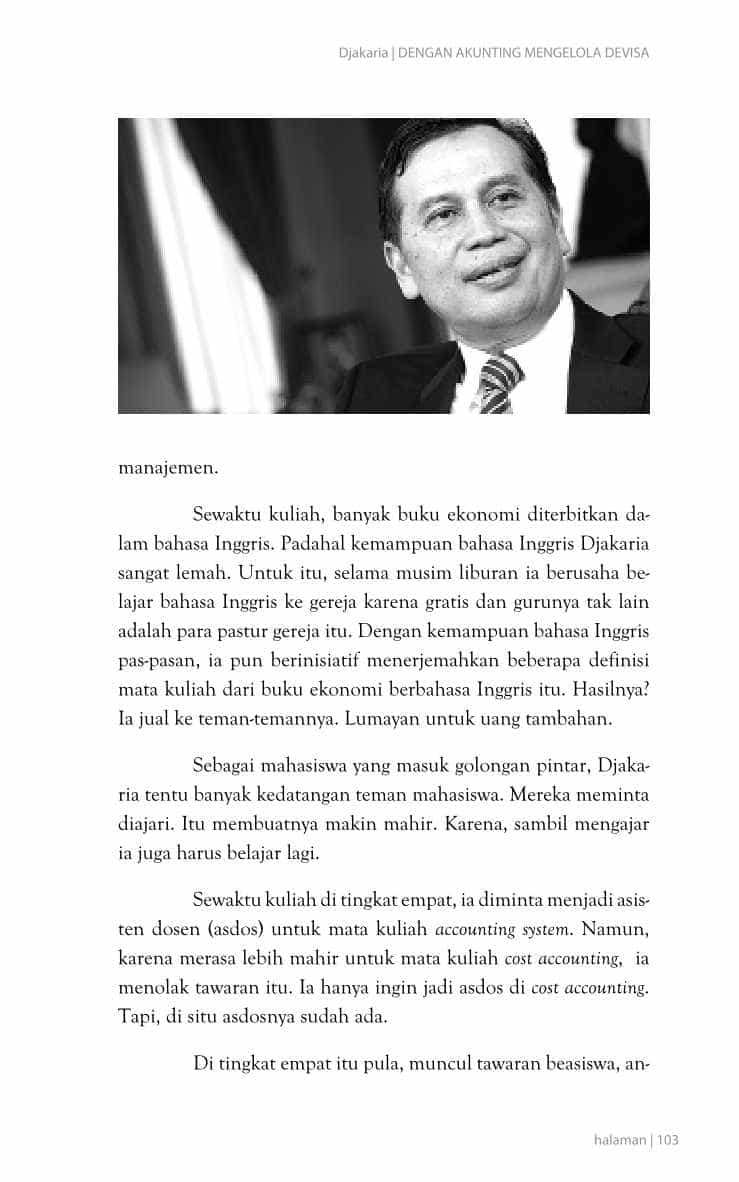 Djakaria | DENGAN AKUNTING MENGELOLA DEVISA
manajemen.
Sewaktu kuliah, banyak buku ekonomi diterbitkan da-
lam bahasa Inggris. Padahal kemampuan bahasa Inggris Djakaria
sangat lemah. Untuk itu, selama musim liburan ia berusaha be-
lajar bahasa Inggris ke gereja karena gratis dan gurunya tak lain
adalah para pastur gereja itu. Dengan kemampuan bahasa Inggris
pas-pasan, ia pun berinisiatif menerjemahkan beberapa definisi
mata kuliah dari buku ekonomi berbahasa Inggris itu. Hasilnya?
Ia jual ke teman-temannya. Lumayan untuk uang tambahan.
Sebagai mahasiswa yang masuk golongan pintar, Djaka-
ria tentu banyak kedatangan teman mahasiswa. Mereka meminta
diajari. Itu membuatnya makin mahir. Karena, sambil mengajar
ia juga harus belajar lagi.
Sewaktu kuliah di tingkat empat, ia diminta menjadi asis-
ten dosen (asdos) untuk mata kuliah accounting system. Namun,
karena merasa lebih mahir untuk mata kuliah cost accounting, ia
menolak tawaran itu. Ia hanya ingin jadi asdos di cost accounting.
Tapi, di situ asdosnya sudah ada.
Di tingkat empat itu pula, muncul tawaran beasiswa, an-
halaman | 103